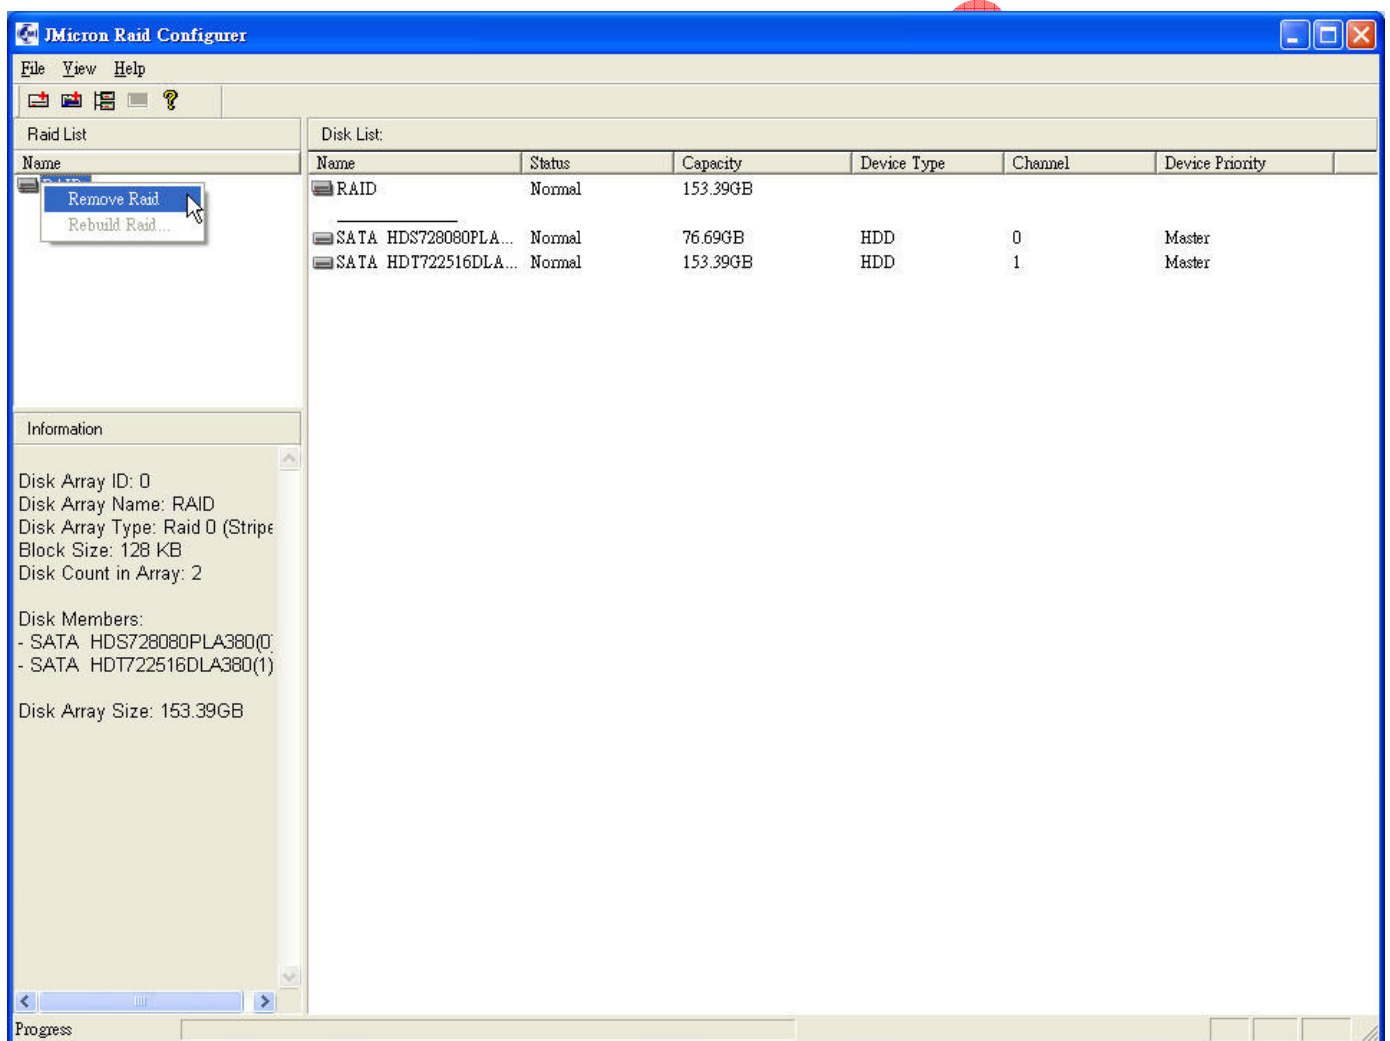 JMicron Raid Configurer
File View Help
Raid List
Disk List:
Name
Name Status Capacity Device Type Channel Device Priority
Remove Raid
Rebuild Raid...
RAID Normal 153.39GB
SATA HDS728080PLA... Normal 76.69GB HDD 0 Master
SATA HDT722516DLA... Normal 153.39GB HDD 1 Master
Information
Disk Array ID: 0
Disk Array Name: RAID
Disk Array Type: Raid 0 (Stripe
Block Size: 128 KB
Disk Count in Array: 2
Disk Members:
- SATA HDS728080PLA380(0)
- SATA HDT722516DLA380(1)
Disk Array Size: 153.39GB
Progress